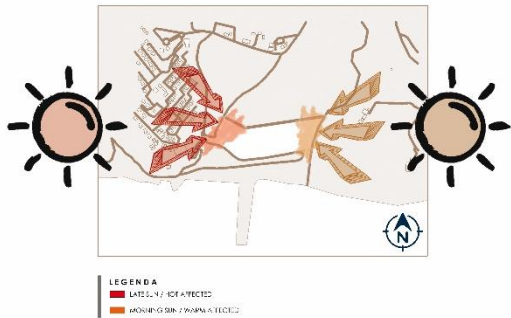 N
LEGENDA
LATE SUN / HOT AFFECTED
MORNING SUN / WARM AFFECTED